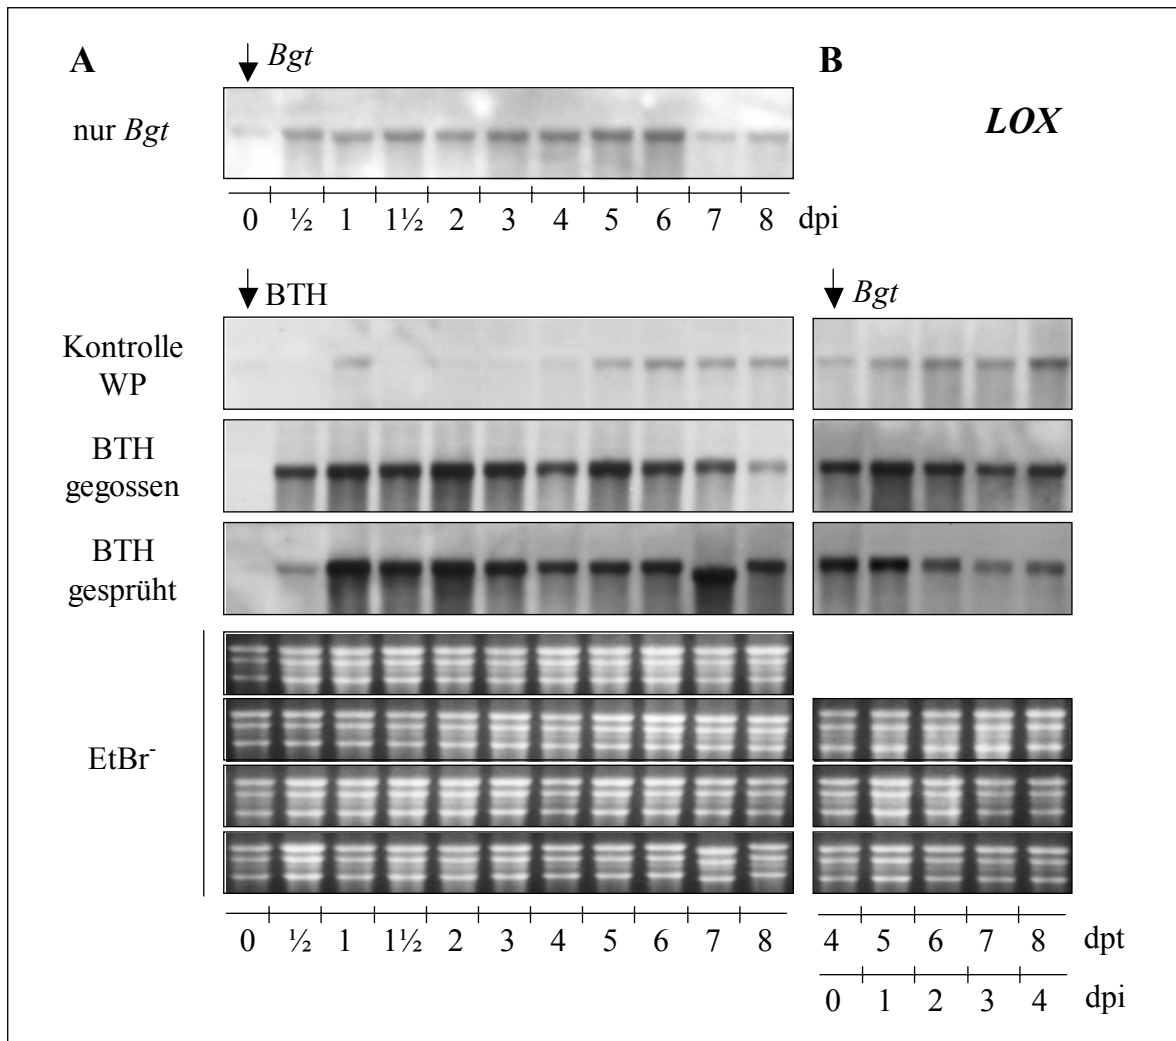 A
Bgt
B
nur Bgt
LOX
0 ½ 1 1½ 2 3 4 5 6 7 8 dpi
BTH
Bgt
Kontrolle
WP
BTH
gegossen
BTH
gesprüht
EtBr⁻
0 ½ 1 1½ 2 3 4 5 6 7 8
4 5 6 7 8 dpt
0 1 2 3 4 dpi